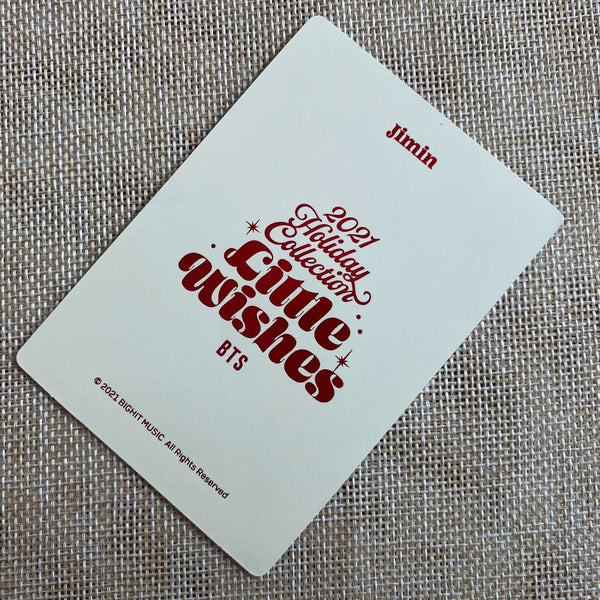 Jimin
2021
Holiday
Collection
Little
Wishes
BTS
© 2021 BIGHIT MUSIC. All Rights Reserved